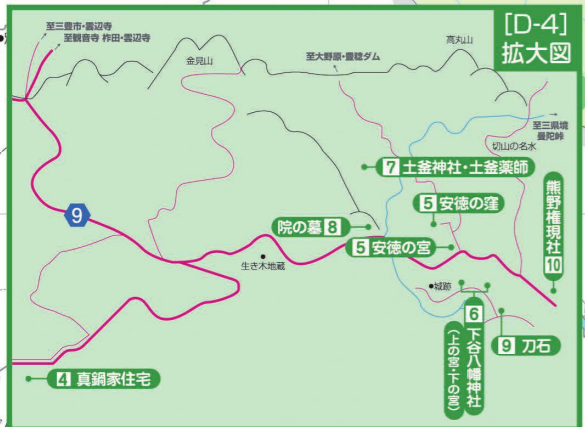 [D-4]
拡大図
至三豊市・雲辺寺
至観音寺 柞田・雲辺寺
金見山
至大野原・豊稔ダム
高丸山
至三県境
曼陀峠
切山の名水
7 土釜神社・土釜薬師
5 安徳の窪
熊野権現社 10
9
院の墓 8
5 安徳の宮
生き木地蔵
城跡
6 下谷八幡神社
(上の宮・下の宮)
9 刀石
4 真鍋家住宅